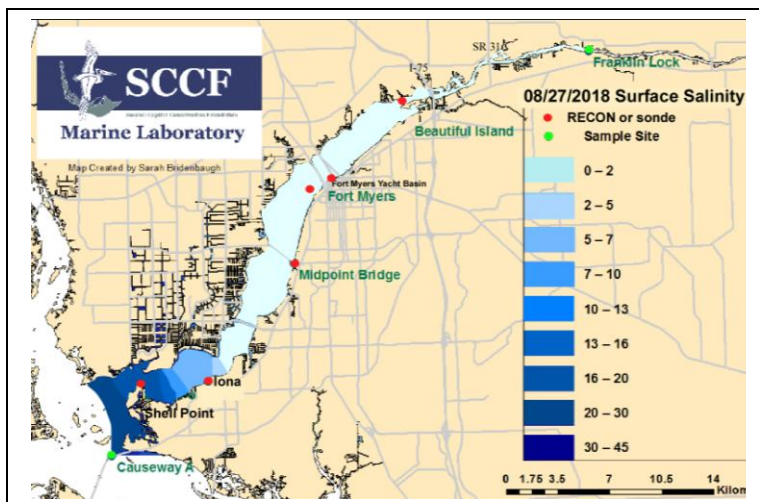 SCCF
Marine Laboratory
Map Created by Sarah Bridenbaugh
I-75
SR 31
Franklin Lock
08/27/2018 Surface Salinity
RECON or sonde
Sample Site
Beautiful Island
Fort Myers Yacht Basin
Fort Myers
Midpoint Bridge
Iona
Shell Point
Causeway A
0 – 2
2 – 5
5 – 7
7 – 10
10 – 13
13 – 16
16 – 20
20 – 30
30 – 45
0 1.75 3.5 7 10.5 14
Kilom